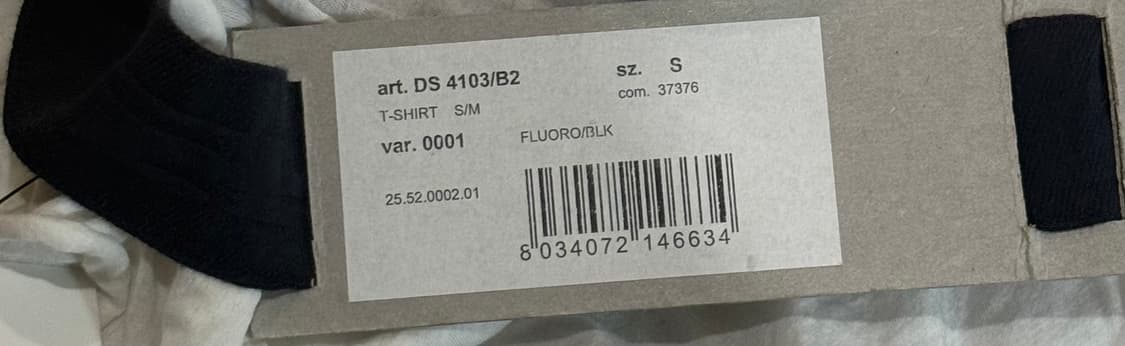 art. DS 4103/B2
sz. S
T-SHIRT S/M
com. 37376
var. 0001
FLUORO/BLK
25.52.0002.01
8 034072 146634